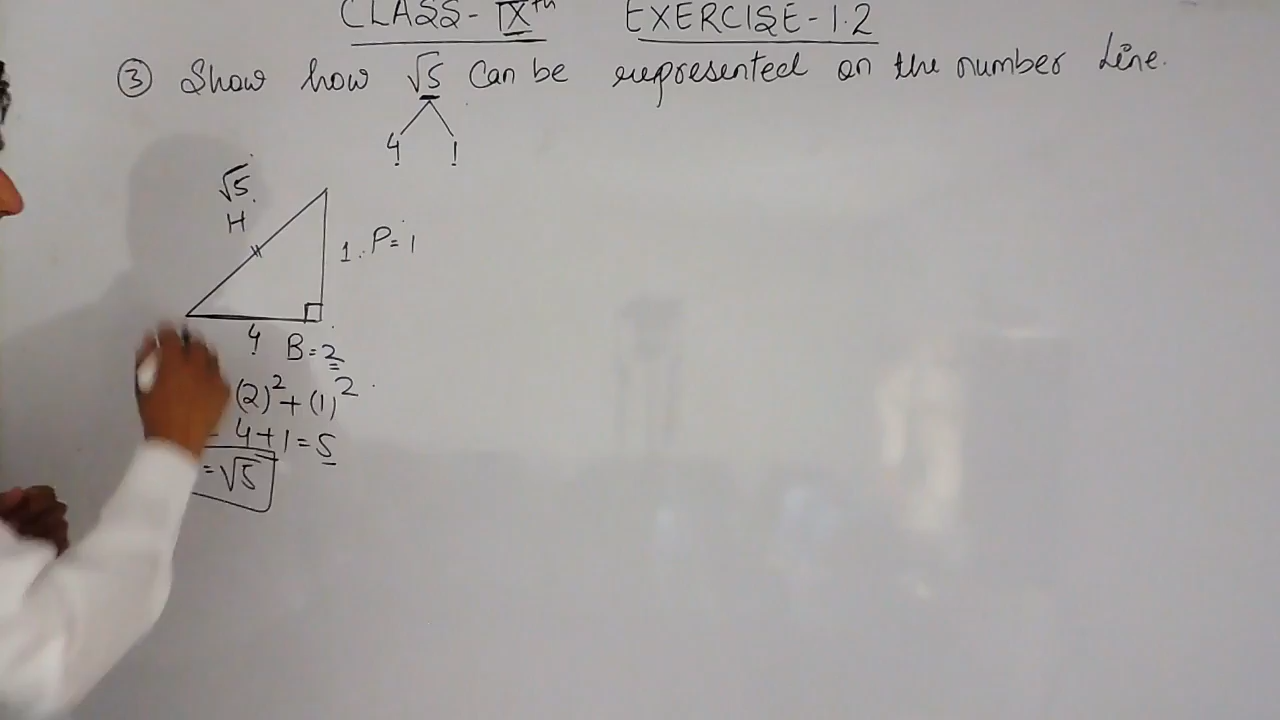 CLASS - IXth EXERCISE - 1.2
③ Show how √5 can be represented on the number line.
4 1
√5
H
1 P = 1
4 B = 2
(2)² + (1)²
4 + 1 = 5
= √5